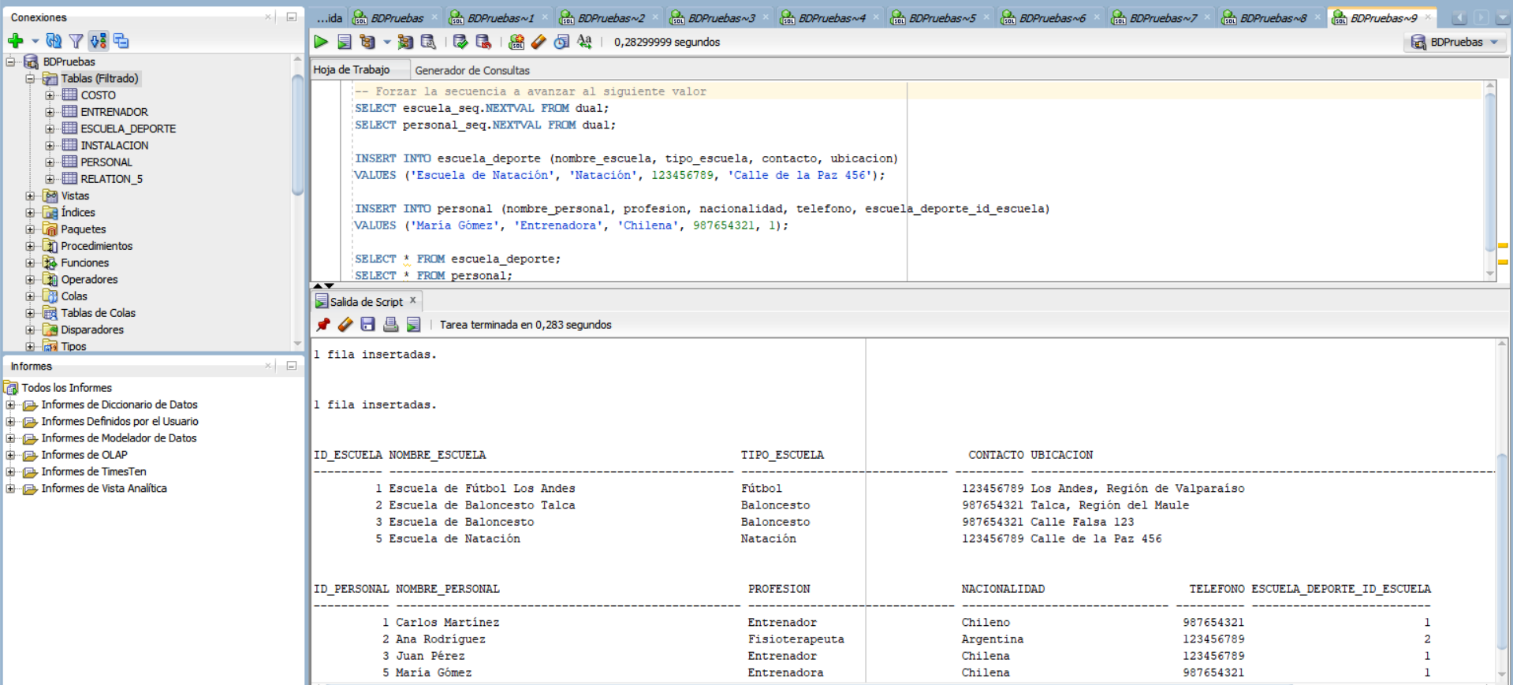 Conexiones
...ida BDPruebas BDPruebas~1 BDPruebas~2 BDPruebas~3 BDPruebas~4 BDPruebas~5 BDPruebas~6 BDPruebas~7 BDPruebas~8 BDPruebas~9
0,28299999 segundos
BDPruebas
BDPruebas
Tablas (Filtrado)
COSTO
ENTRENADOR
ESCUELA_DEPORTE
INSTALACION
PERSONAL
RELATION_5
Vistas
Índices
Paquetes
Procedimientos
Funciones
Operadores
Colas
Tablas de Colas
Disparadores
Tipos
Informes
Todos los Informes
Informes de Diccionario de Datos
Informes Definidos por el Usuario
Informes de Modelador de Datos
Informes de OLAP
Informes de TimesTen
Informes de Vista Analítica
Hoja de Trabajo Generador de Consultas
-- Forzar la secuencia a avanzar al siguiente valor
SELECT escuela_seq.NEXTVAL FROM dual;
SELECT personal_seq.NEXTVAL FROM dual;
INSERT INTO escuela_deporte (nombre_escuela, tipo_escuela, contacto, ubicacion)
VALUES ('Escuela de Natación', 'Natación', 123456789, 'Calle de la Paz 456');
INSERT INTO personal (nombre_personal, profesion, nacionalidad, telefono, escuela_deporte_id_escuela)
VALUES ('María Gómez', 'Entrenadora', 'Chilena', 987654321, 1);
SELECT * FROM escuela_deporte;
SELECT * FROM personal;
Salida de Script
Tarea terminada en 0,283 segundos
1 fila insertadas.
1 fila insertadas.
ID_ESCUELA NOMBRE_ESCUELA TIPO_ESCUELA CONTACTO UBICACION
1 Escuela de Fútbol Los Andes Fútbol 123456789 Los Andes, Región de Valparaíso
2 Escuela de Baloncesto Talca Baloncesto 987654321 Talca, Región del Maule
3 Escuela de Baloncesto Baloncesto 987654321 Calle Falsa 123
5 Escuela de Natación Natación 123456789 Calle de la Paz 456
ID_PERSONAL NOMBRE_PERSONAL PROFESION NACIONALIDAD TELEFONO ESCUELA_DEPORTE_ID_ESCUELA
1 Carlos Martínez Entrenador Chileno 987654321 1
2 Ana Rodríguez Fisioterapeuta Argentina 123456789 2
3 Juan Pérez Entrenador Chilena 123456789 1
5 María Gómez Entrenadora Chilena 987654321 1